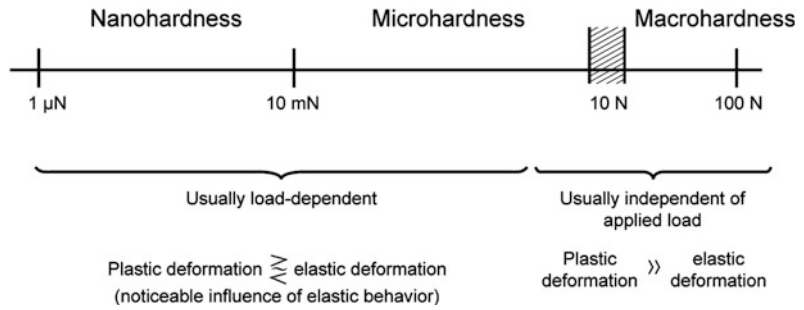 Nanohardness Microhardness Macrohardness
1 µN 10 mN 10 N 100 N
Usually load-dependent
Usually independent of
applied load
Plastic deformation ⪌ elastic deformation
(noticeable influence of elastic behavior)
Plastic elastic
deformation » deformation